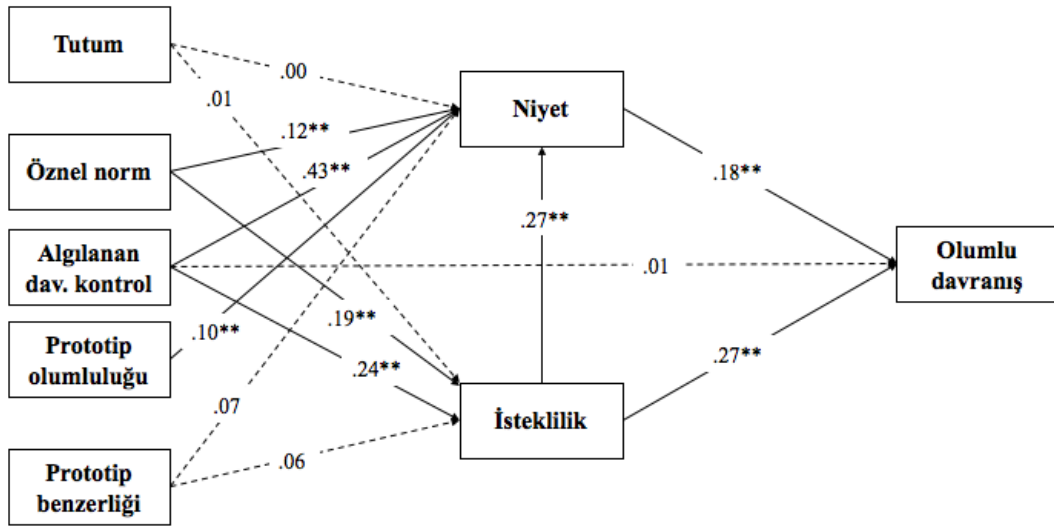 Tutum
.00
.01
Niyet
.12**
Öznel norm
.43**
.18**
.27**
Algılanan
dav. kontrol
.01
Olumlu
davranış
.19**
.10**
Prototip
olumluluğu
.24**
.27**
.07
İsteklilik
.06
Prototip
benzerliği